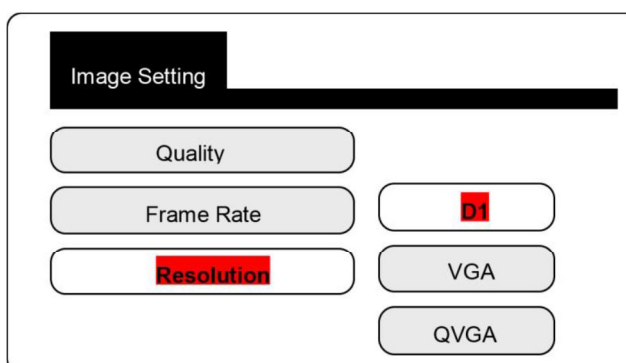 Image Setting
Quality
Frame Rate
D1
Resolution
VGA
QVGA